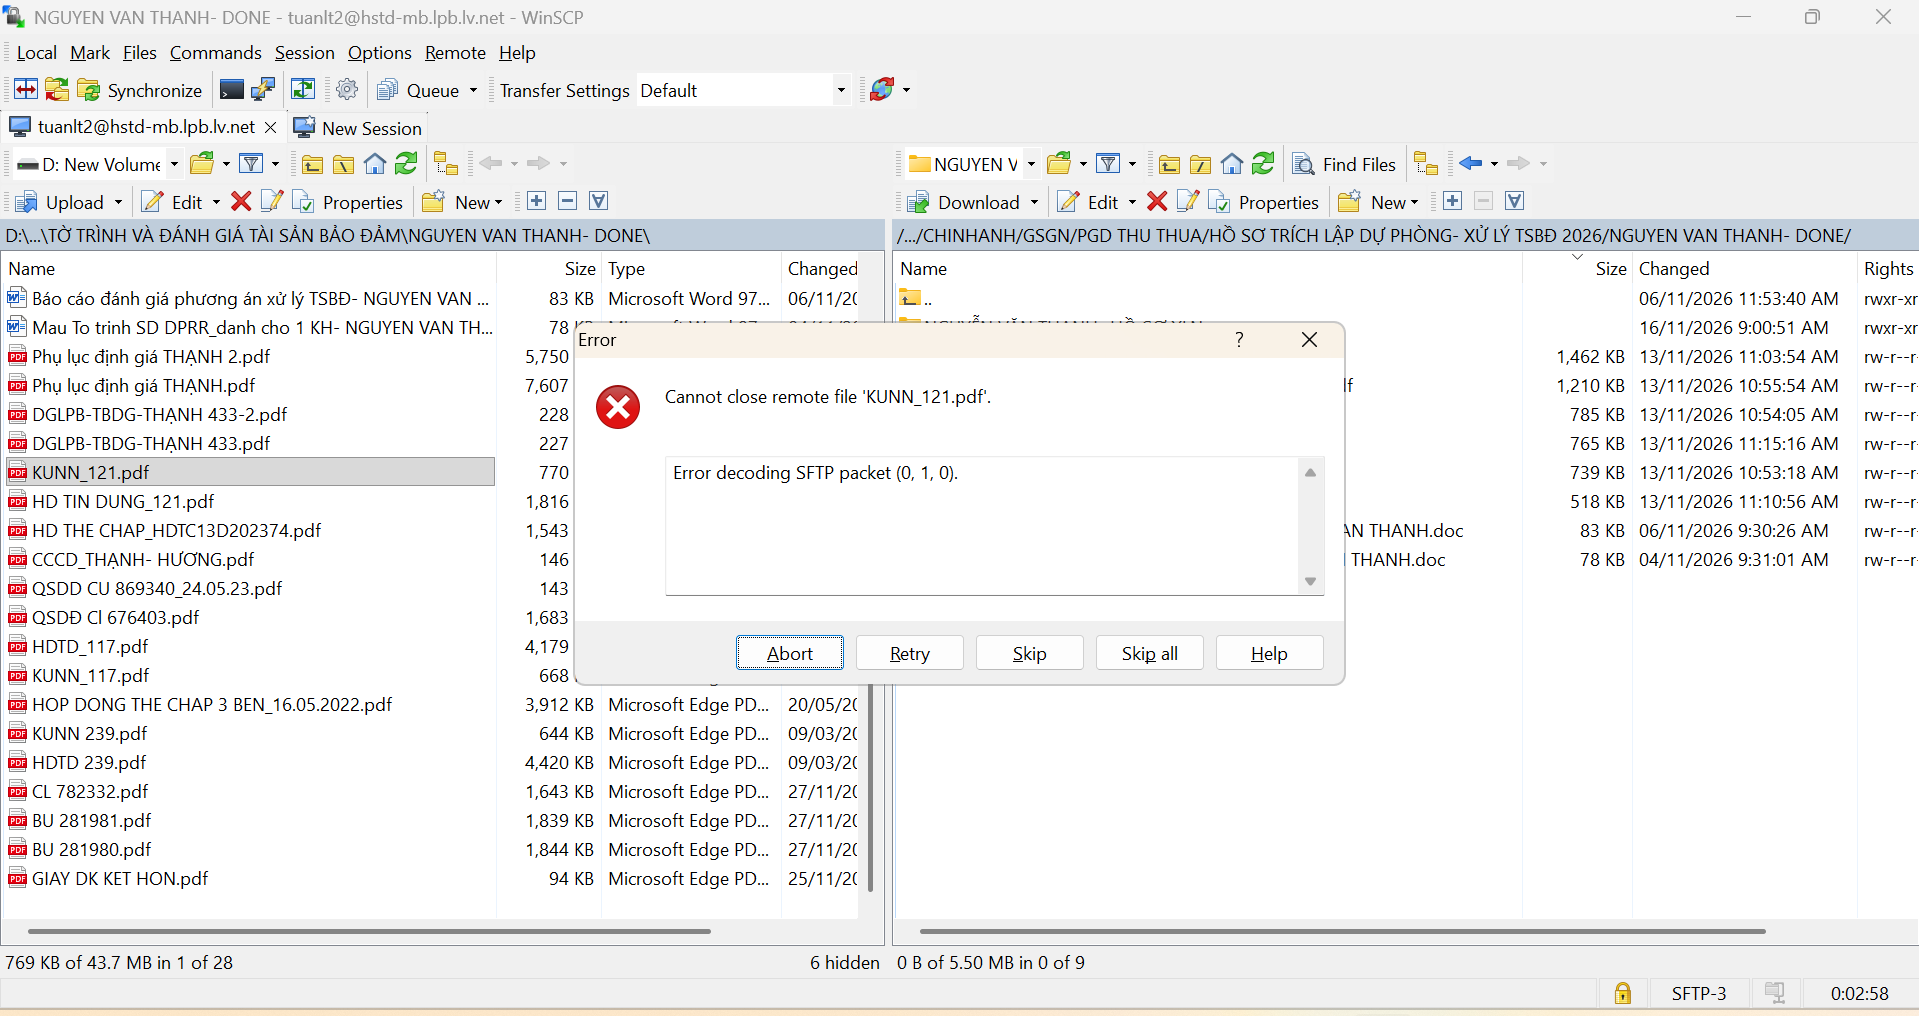 NGUYEN VAN THANH- DONE - tuanlt2@hstd-mb.lpb.lv.net - WinSCP
Local Mark Files Commands Session Options Remote Help
Synchronize Queue Transfer Settings Default
tuanlt2@hstd-mb.lpb.lv.net New Session
D: New Volume NGUYEN V Find Files
Upload Edit Properties New Download Edit Properties New
D:\...\TỜ TRÌNH VÀ ĐÁNH GIÁ TÀI SẢN BẢO ĐẢM\NGUYEN VAN THANH- DONE\
/.../CHINHANH/GSGN/PGD THU THUA/HỒ SƠ TRÍCH LẬP DỰ PHÒNG- XỬ LÝ TSBĐ 2026/NGUYEN VAN THANH- DONE/
Name Size Type Changed
Báo cáo đánh giá phương án xử lý TSBĐ- NGUYEN VAN ... 83 KB Microsoft Word 97... 06/11/20
Mau To trinh SD DPRR_danh cho 1 KH- NGUYEN VAN TH... 78
Phụ lục định giá THẠNH 2.pdf 5,750
Phụ lục định giá THẠNH.pdf 7,607
DGLPB-TBDG-THẠNH 433-2.pdf 228
DGLPB-TBDG-THẠNH 433.pdf 227
KUNN_121.pdf 770
HD TIN DUNG_121.pdf 1,816
HD THE CHAP_HDTC13D202374.pdf 1,543
CCCD_THẠNH- HƯƠNG.pdf 146
QSDD CU 869340_24.05.23.pdf 143
QSDĐ CI 676403.pdf 1,683
HDTD_117.pdf 4,179
KUNN_117.pdf 668
HOP DONG THE CHAP 3 BEN_16.05.2022.pdf 3,912 KB Microsoft Edge PD... 20/05/20
KUNN 239.pdf 644 KB Microsoft Edge PD... 09/03/20
HDTD 239.pdf 4,420 KB Microsoft Edge PD... 09/03/20
CL 782332.pdf 1,643 KB Microsoft Edge PD... 27/11/20
BU 281981.pdf 1,839 KB Microsoft Edge PD... 27/11/20
BU 281980.pdf 1,844 KB Microsoft Edge PD... 27/11/20
GIAY DK KET HON.pdf 94 KB Microsoft Edge PD... 25/11/20
Name Size Changed Rights
.. 06/11/2026 11:53:40 AM rwxr-xr
16/11/2026 9:00:51 AM rwxr-xr
1,462 KB 13/11/2026 11:03:54 AM rw-r--r
1,210 KB 13/11/2026 10:55:54 AM rw-r--r
785 KB 13/11/2026 10:54:05 AM rw-r--r
765 KB 13/11/2026 11:15:16 AM rw-r--r
739 KB 13/11/2026 10:53:18 AM rw-r--r
518 KB 13/11/2026 11:10:56 AM rw-r--r
AN THANH.doc 83 KB 06/11/2026 9:30:26 AM rw-r--r
THANH.doc 78 KB 04/11/2026 9:31:01 AM rw-r--r
Error ?
Cannot close remote file 'KUNN_121.pdf'.
Error decoding SFTP packet (0, 1, 0).
Abort Retry Skip Skip all Help
769 KB of 43.7 MB in 1 of 28 6 hidden 0 B of 5.50 MB in 0 of 9
SFTP-3 0:02:58